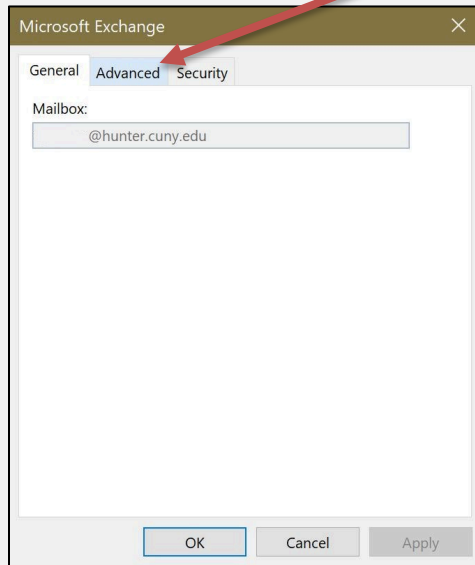 Microsoft Exchange
General Advanced Security
Mailbox:
@hunter.cuny.edu
OK Cancel Apply